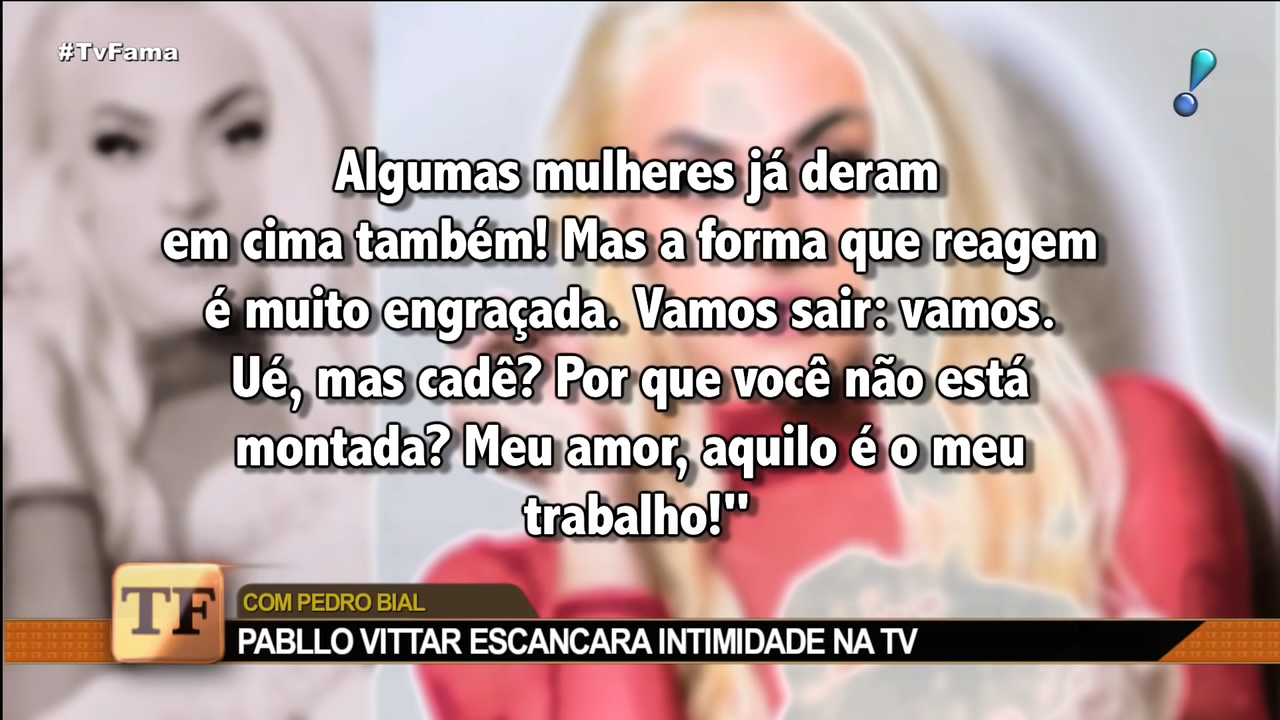 #TvFama
Algumas mulheres já deram
em cima também! Mas a forma que reagem
é muito engraçada. Vamos sair: vamos.
Ué, mas cadê? Por que você não está
montada? Meu amor, aquilo é o meu
trabalho!"
TF
COM PEDRO BIAL
PABLLO VITTAR ESCANCARA INTIMIDADE NA TV